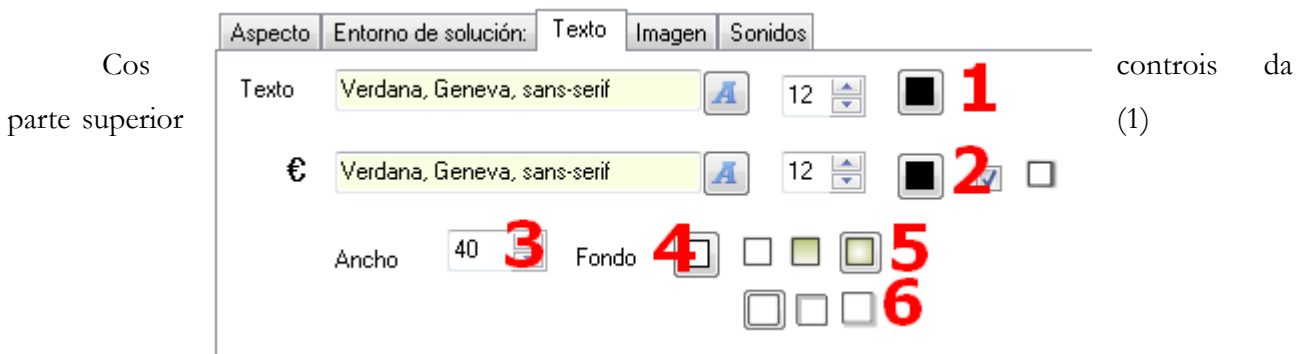 Aspecto Entorno de solución: Texto Imagen Sonidos
Cos controis da
Texto Verdana, Geneva, sans-serif A 12 1
parte superior (1)
€ Verdana, Geneva, sans-serif A 12 2
Ancho 40 3 Fondo 4 5
6